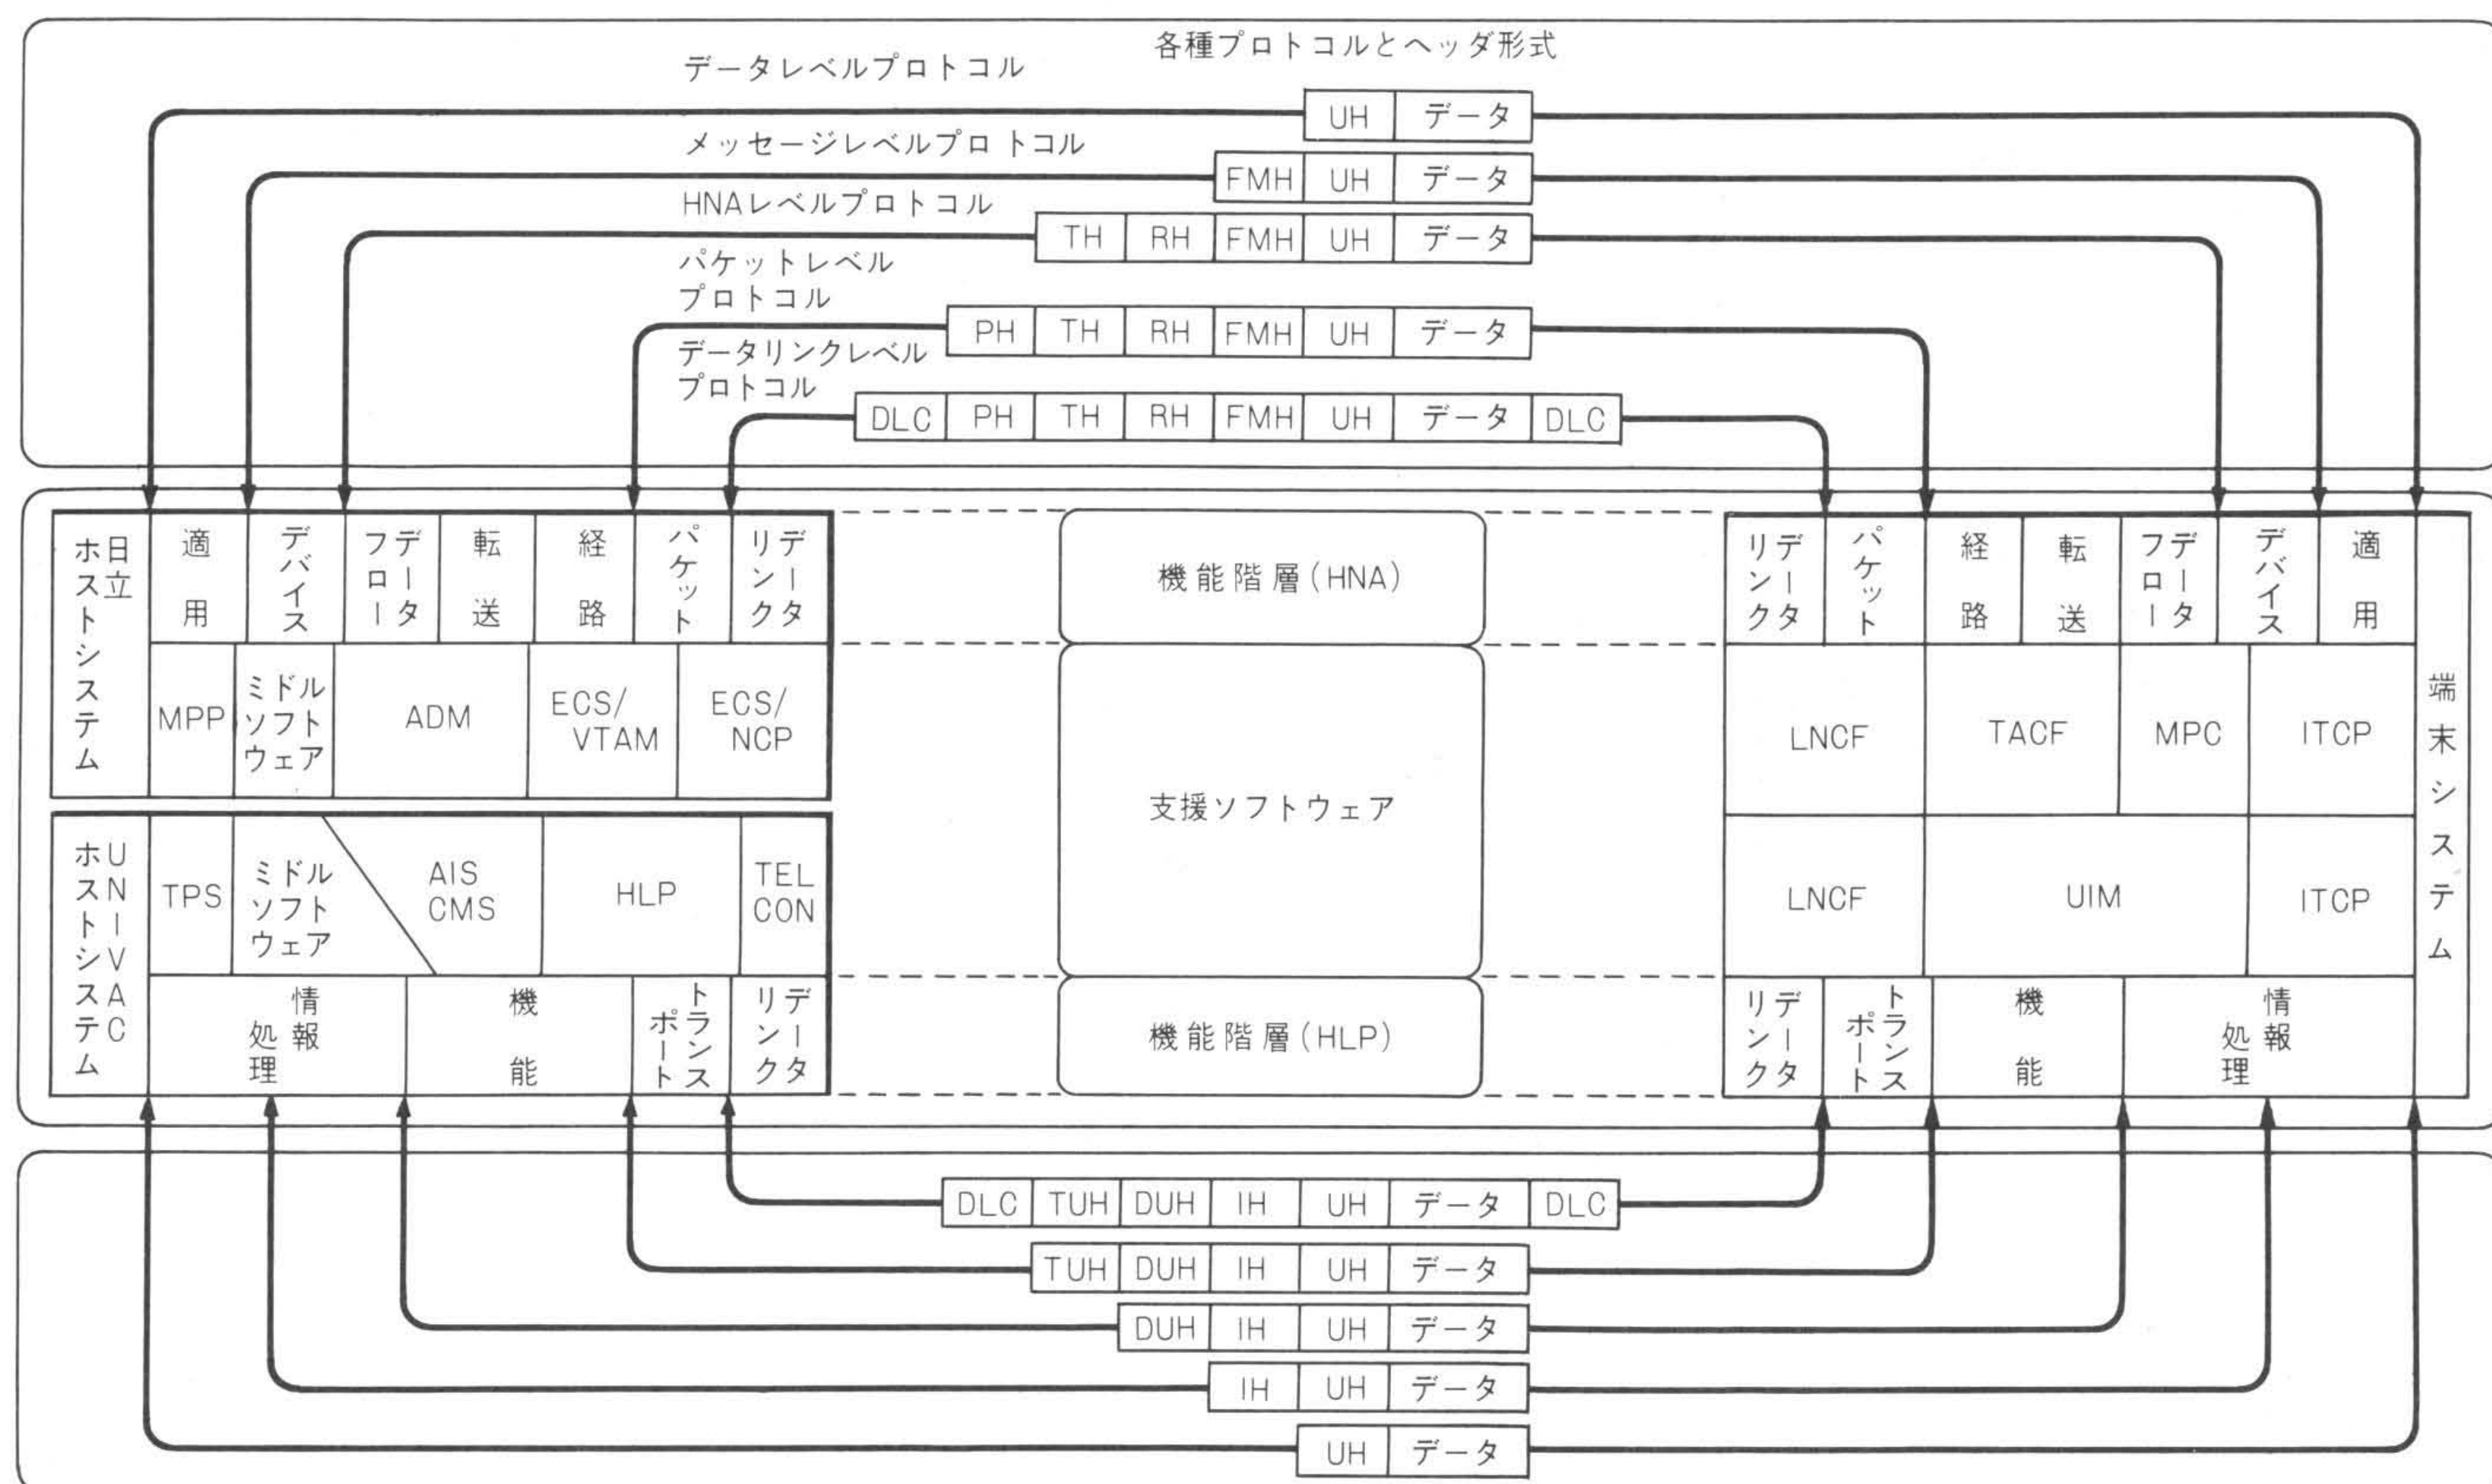 各種プロトコルとヘッダ形式
データレベルプロトコル
UH データ
メッセージレベルプロトコル
FMH UH データ
HNAレベルプロトコル
TH RH FMH UH データ
パケットレベル
プロトコル
PH TH RH FMH UH データ
データリンクレベル
プロトコル
DLC PH TH RH FMH UH データ DLC
日立
ホストシステム
適用
デバイス
データ
フロー
転送
経路
パケット
データ
リンク
MPP
ミドル
ソフト
ウェア
ADM
ECS/
VTAM
ECS/
NCP
UNIVAC
ホストシステム
TPS
ミドル
ソフト
ウェア
AIS
CMS
HLP
TEL
CON
情報
処理
機能
トランス
ポート
データ
リンク
機能階層(HNA)
支援ソフトウェア
機能階層(HLP)
データ
リンク
パケット
経路
転送
データ
フロー
デバイス
適用
LNCF
TACF
MPC
ITCP
LNCF
UIM
ITCP
データ
リンク
トランス
ポート
機能
情報
処理
端末システム
DLC TUH DUH IH UH データ DLC
TUH DUH IH UH データ
DUH IH UH データ
IH UH データ
UH データ